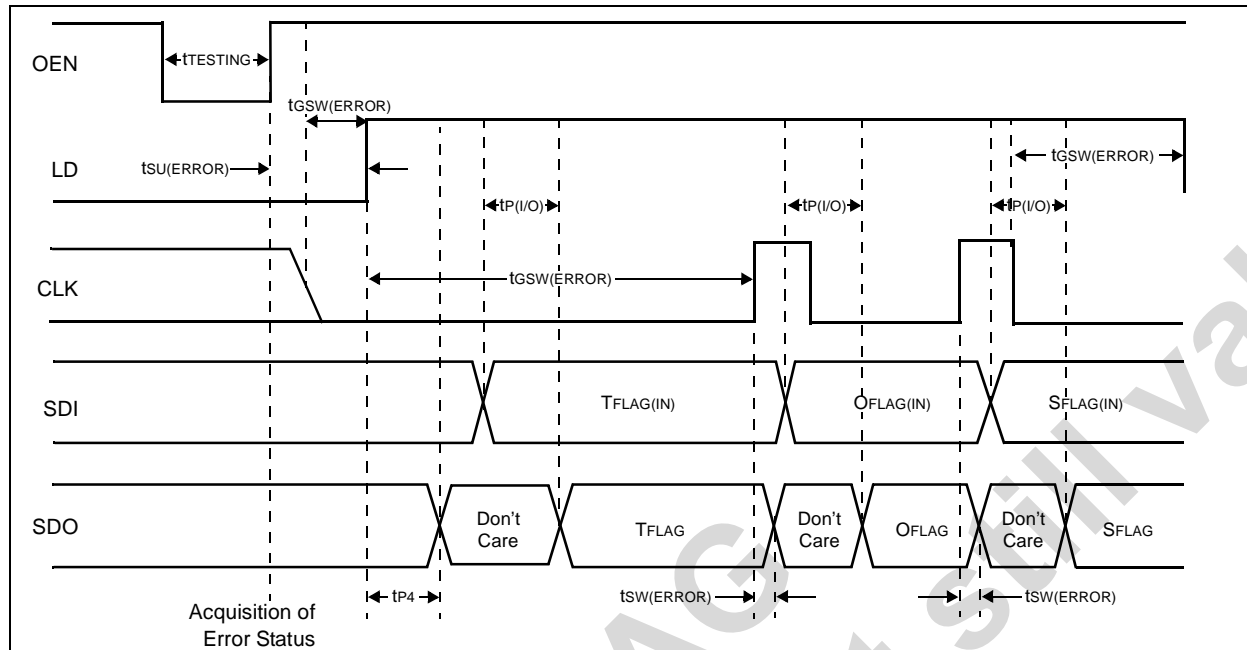 OEN
tTESTING
tGSW(ERROR)
LD
tSU(ERROR)
tGSW(ERROR)
tP(I/O)
tP(I/O)
tP(I/O)
CLK
tGSW(ERROR)
SDI
TFLAG(IN)
OFLAG(IN)
SFLAG(IN)
SDO
Don't
Care
TFLAG
Don't
Care
OFLAG
Don't
Care
SFLAG
tP4
tSW(ERROR)
tSW(ERROR)
Acquisition of
Error Status
AG
still